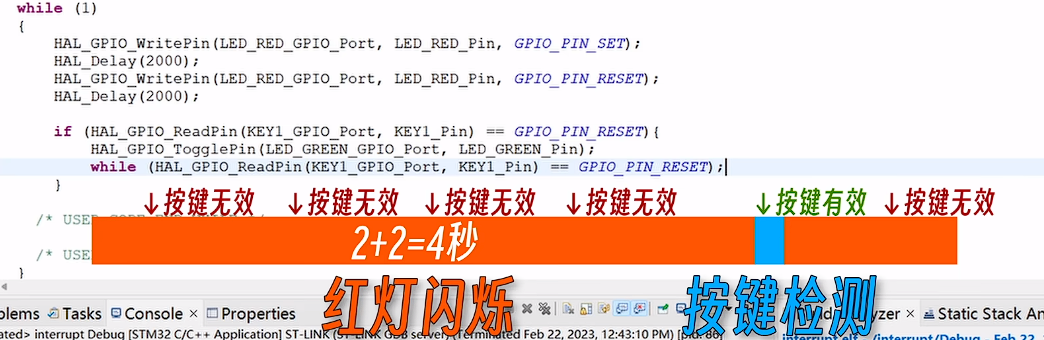 while (1)
{
HAL_GPIO_WritePin(LED_RED_GPIO_Port, LED_RED_Pin, GPIO_PIN_SET);
HAL_Delay(2000);
HAL_GPIO_WritePin(LED_RED_GPIO_Port, LED_RED_Pin, GPIO_PIN_RESET);
HAL_Delay(2000);
if (HAL_GPIO_ReadPin(KEY1_GPIO_Port, KEY1_Pin) == GPIO_PIN_RESET){
HAL_GPIO_TogglePin(LED_GREEN_GPIO_Port, LED_GREEN_Pin);
while (HAL_GPIO_ReadPin(KEY1_GPIO_Port, KEY1_Pin) == GPIO_PIN_RESET);
}
↓按键无效 ↓按键无效 ↓按键无效 ↓按键无效 ↓按键有效 ↓按键无效
/* USE
2+2=4秒
/* USE
}
红灯闪烁 按键检测
blems Tasks Console × Properties yzer × Static Stack An
ated> interrupt Debug [STM32 C/C++ Application] ST-LINK (ST-LINK GDB server) (Terminated Feb 22, 2023, 12:43:10 PM) [pid: 86]
interrupt.elf - /interrupt/Debug - Feb 22,